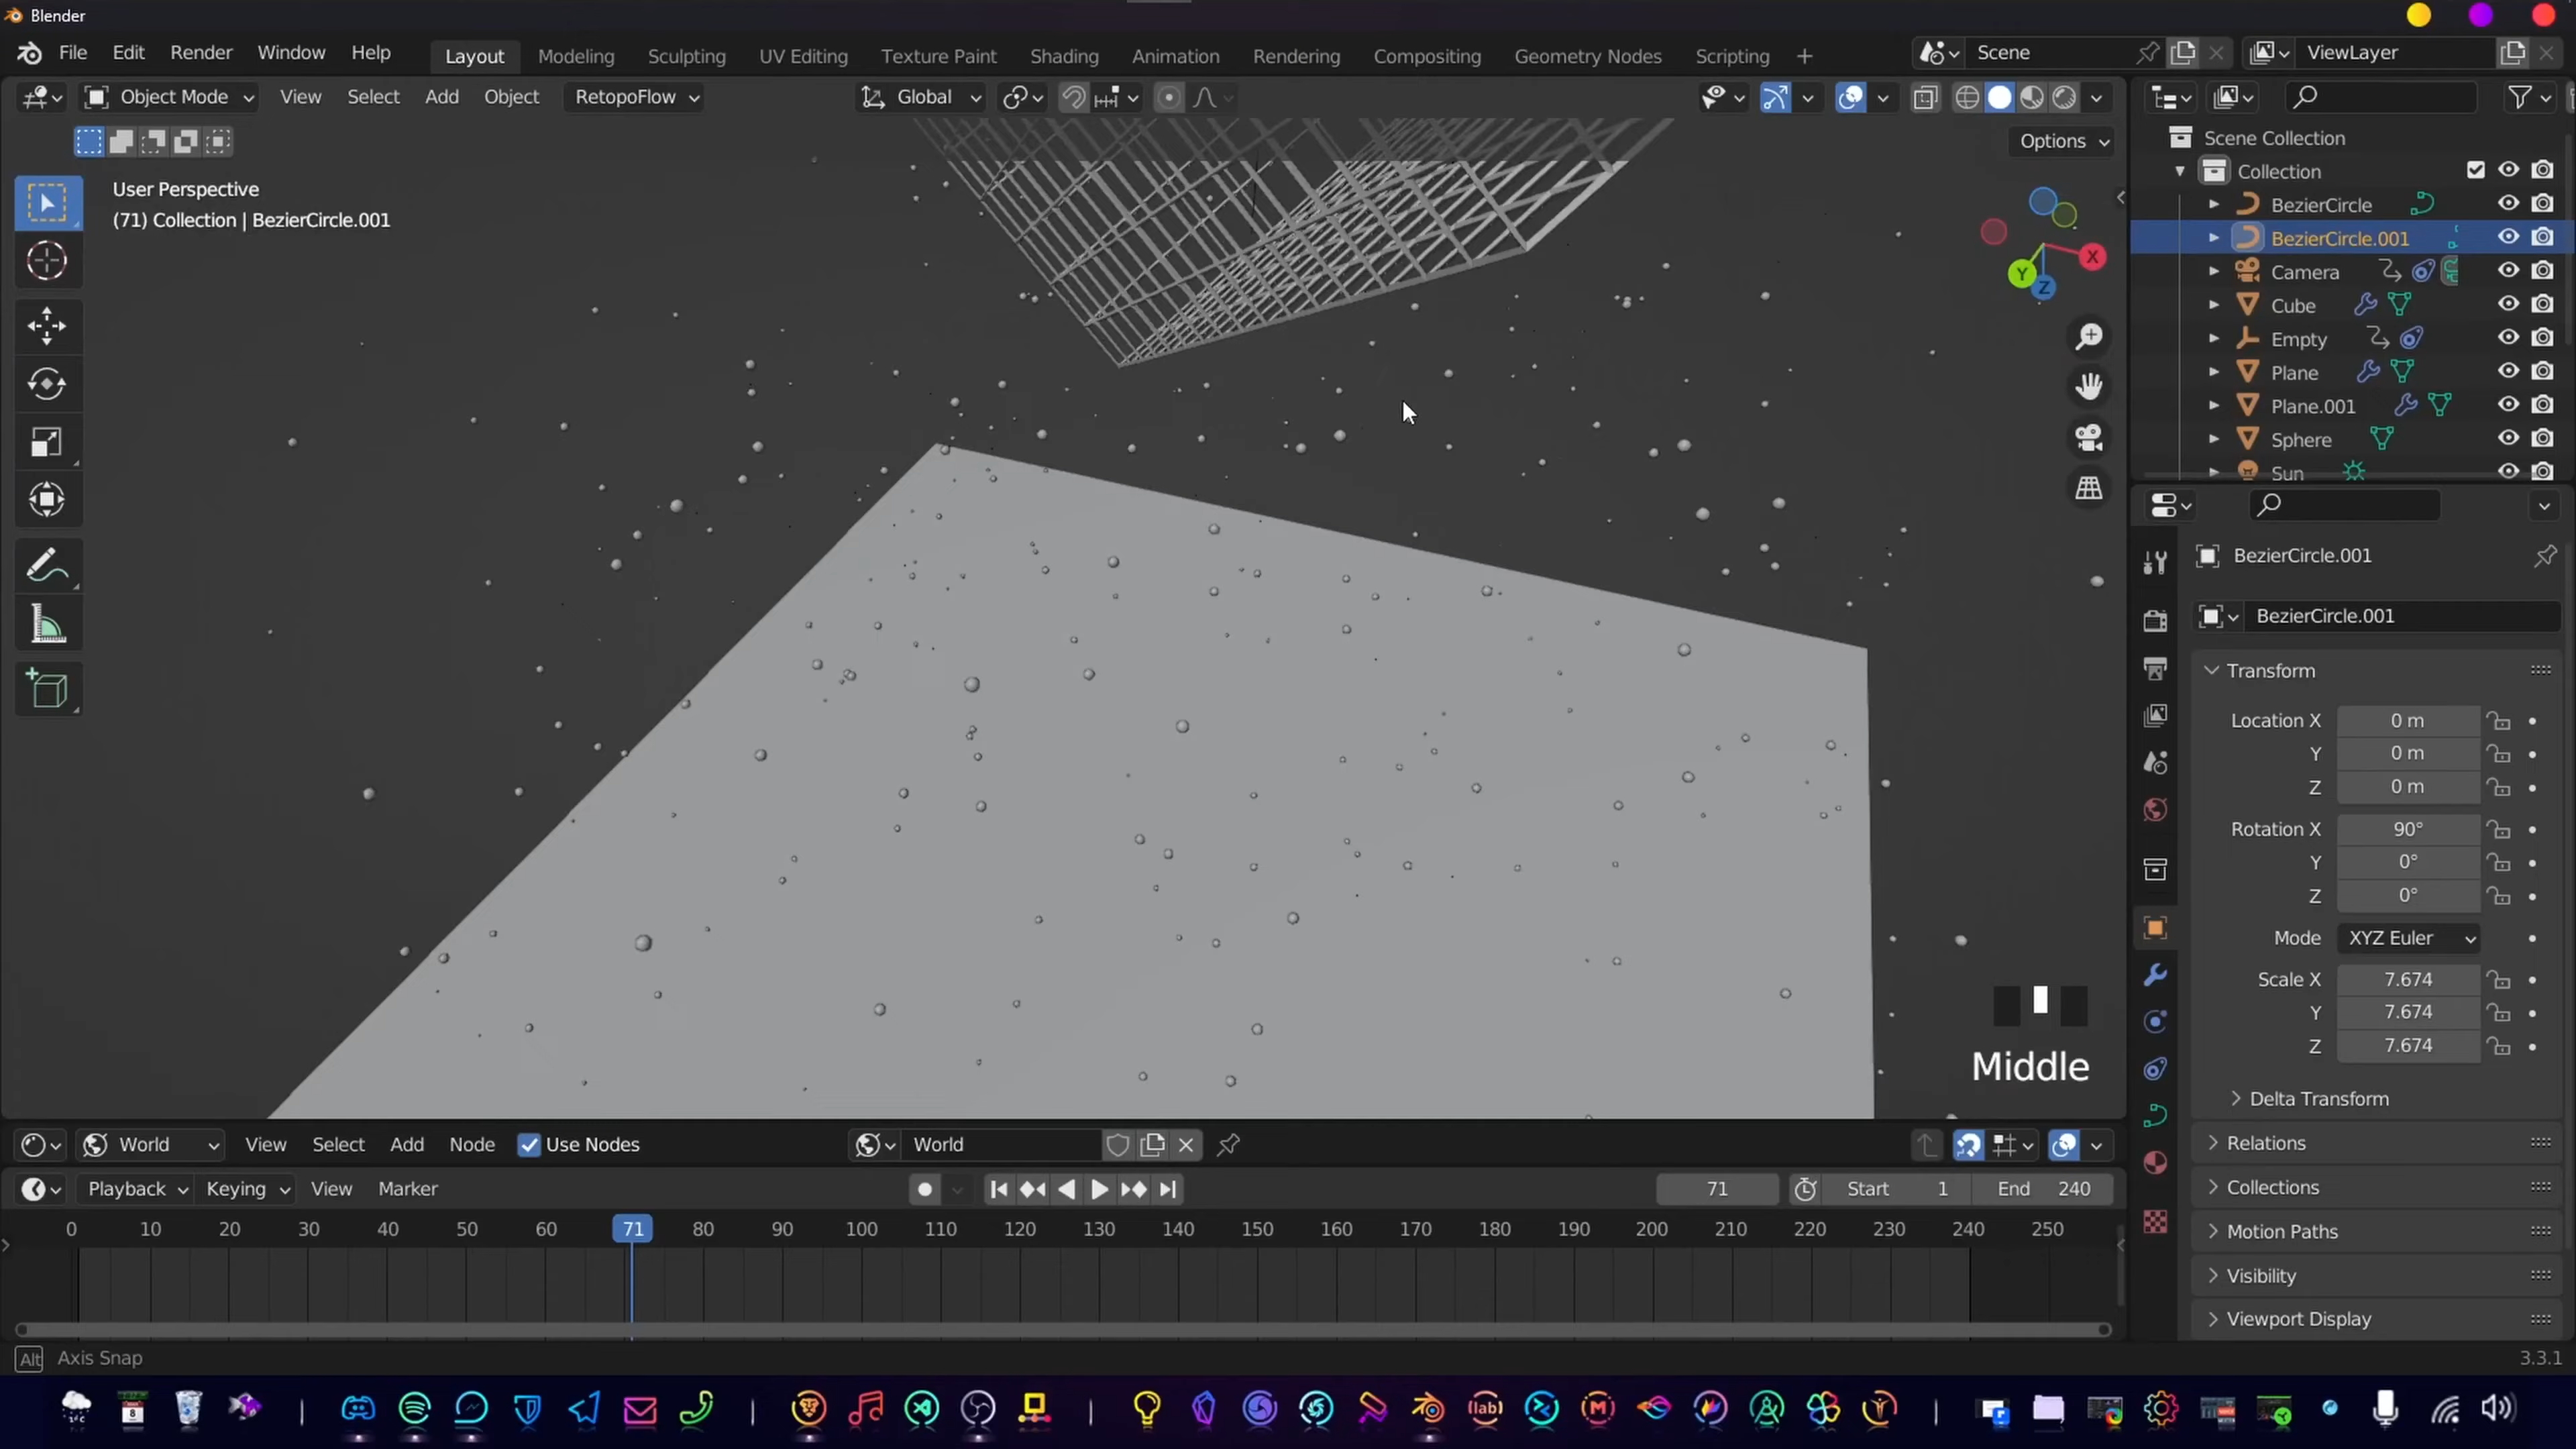 Blender
File Edit Render Window Help Layout Modeling Sculpting UV Editing Texture Paint Shading Animation Rendering Compositing Geometry Nodes Scripting + Scene ViewLayer
Object Mode View Select Add Object RetopoFlow Global
Options
User Perspective
(71) Collection | BezierCircle.001
X
Y
Z
Scene Collection
Collection
BezierCircle
BezierCircle.001
Camera
Cube
Empty
Plane
Plane.001
Sphere
Sun
BezierCircle.001
BezierCircle.001
Transform
Location X 0 m
Y 0 m
Z 0 m
Rotation X 90°
Y 0°
Z 0°
Mode XYZ Euler
Scale X 7.674
Y 7.674
Z 7.674
Delta Transform
Relations
Collections
Motion Paths
Visibility
Viewport Display
Middle
World View Select Add Node Use Nodes World
Playback Keying View Marker 71 Start 1 End 240
0 10 20 30 40 50 60 71 80 90 100 110 120 130 140 150 160 170 180 190 200 210 220 230 240 250
Alt Axis Snap 3.3.1
8
{lab}
M